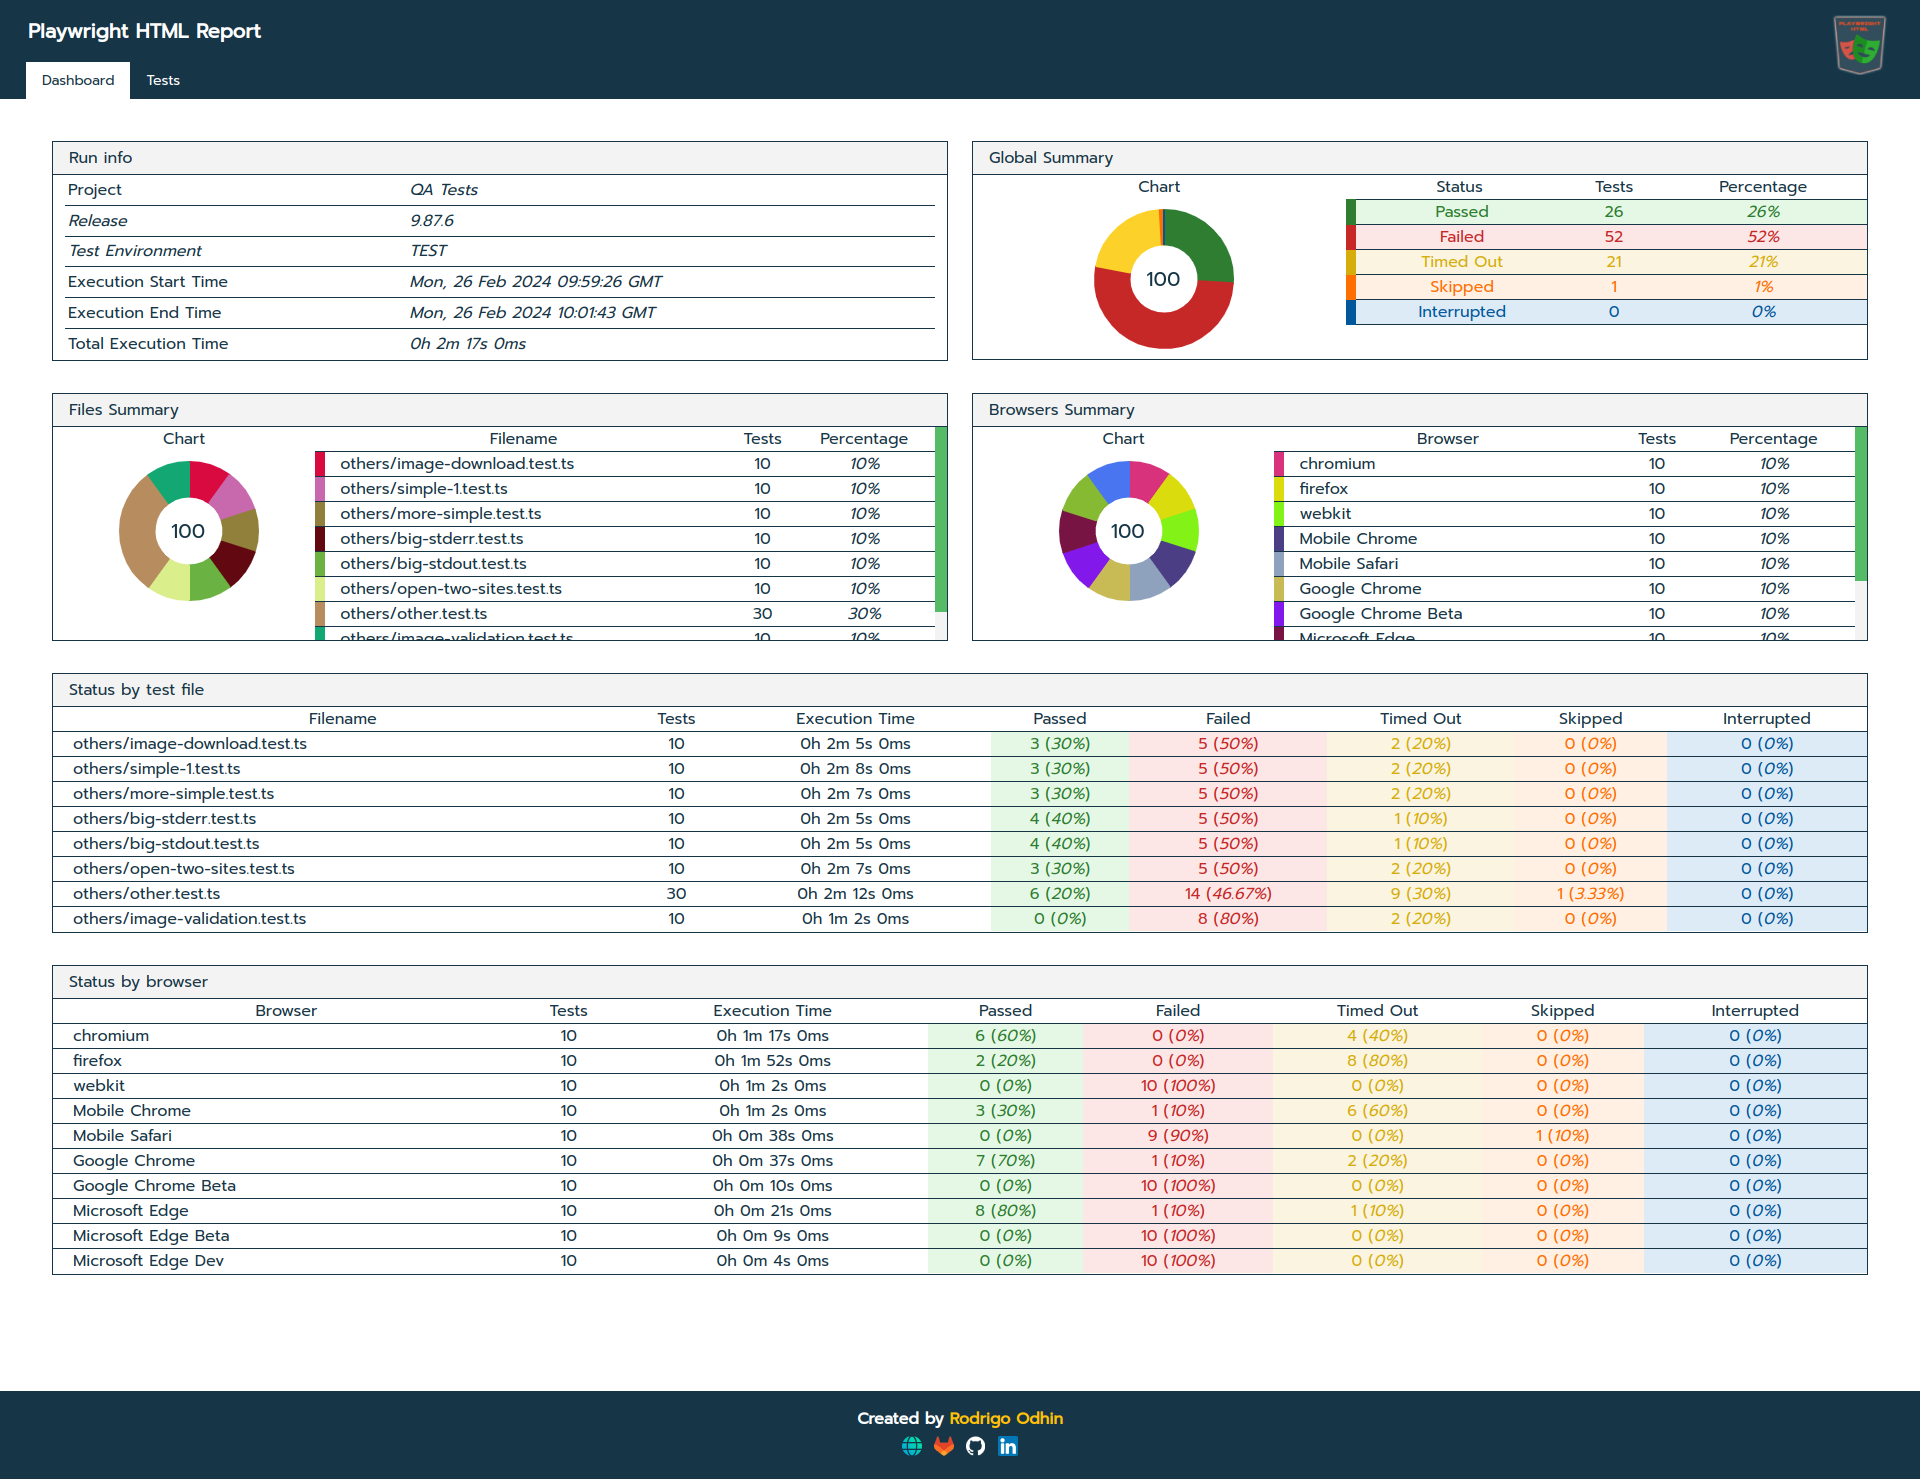 Playwright HTML Report
PLAYWRIGHT
HTML
Dashboard Tests
Run info
Project QA Tests
Release 9.87.6
Test Environment TEST
Execution Start Time Mon, 26 Feb 2024 09:59:26 GMT
Execution End Time Mon, 26 Feb 2024 10:01:43 GMT
Total Execution Time 0h 2m 17s 0ms
Global Summary
Chart Status Tests Percentage
100
Passed 26 26%
Failed 52 52%
Timed Out 21 21%
Skipped 1 1%
Interrupted 0 0%
Files Summary
Chart Filename Tests Percentage
100
others/image-download.test.ts 10 10%
others/simple-1.test.ts 10 10%
others/more-simple.test.ts 10 10%
others/big-stderr.test.ts 10 10%
others/big-stdout.test.ts 10 10%
others/open-two-sites.test.ts 10 10%
others/other.test.ts 30 30%
others/image-validation.test.ts 10 10%
Browsers Summary
Chart Browser Tests Percentage
100
chromium 10 10%
firefox 10 10%
webkit 10 10%
Mobile Chrome 10 10%
Mobile Safari 10 10%
Google Chrome 10 10%
Google Chrome Beta 10 10%
Microsoft Edge 10 10%
Status by test file
Filename Tests Execution Time Passed Failed Timed Out Skipped Interrupted
others/image-download.test.ts 10 0h 2m 5s 0ms 3 (30%) 5 (50%) 2 (20%) 0 (0%) 0 (0%)
others/simple-1.test.ts 10 0h 2m 8s 0ms 3 (30%) 5 (50%) 2 (20%) 0 (0%) 0 (0%)
others/more-simple.test.ts 10 0h 2m 7s 0ms 3 (30%) 5 (50%) 2 (20%) 0 (0%) 0 (0%)
others/big-stderr.test.ts 10 0h 2m 5s 0ms 4 (40%) 5 (50%) 1 (10%) 0 (0%) 0 (0%)
others/big-stdout.test.ts 10 0h 2m 5s 0ms 4 (40%) 5 (50%) 1 (10%) 0 (0%) 0 (0%)
others/open-two-sites.test.ts 10 0h 2m 7s 0ms 3 (30%) 5 (50%) 2 (20%) 0 (0%) 0 (0%)
others/other.test.ts 30 0h 2m 12s 0ms 6 (20%) 14 (46.67%) 9 (30%) 1 (3.33%) 0 (0%)
others/image-validation.test.ts 10 0h 1m 2s 0ms 0 (0%) 8 (80%) 2 (20%) 0 (0%) 0 (0%)
Status by browser
Browser Tests Execution Time Passed Failed Timed Out Skipped Interrupted
chromium 10 0h 1m 17s 0ms 6 (60%) 0 (0%) 4 (40%) 0 (0%) 0 (0%)
firefox 10 0h 1m 52s 0ms 2 (20%) 0 (0%) 8 (80%) 0 (0%) 0 (0%)
webkit 10 0h 1m 2s 0ms 0 (0%) 10 (100%) 0 (0%) 0 (0%) 0 (0%)
Mobile Chrome 10 0h 1m 2s 0ms 3 (30%) 1 (10%) 6 (60%) 0 (0%) 0 (0%)
Mobile Safari 10 0h 0m 38s 0ms 0 (0%) 9 (90%) 0 (0%) 1 (10%) 0 (0%)
Google Chrome 10 0h 0m 37s 0ms 7 (70%) 1 (10%) 2 (20%) 0 (0%) 0 (0%)
Google Chrome Beta 10 0h 0m 10s 0ms 0 (0%) 10 (100%) 0 (0%) 0 (0%) 0 (0%)
Microsoft Edge 10 0h 0m 21s 0ms 8 (80%) 1 (10%) 1 (10%) 0 (0%) 0 (0%)
Microsoft Edge Beta 10 0h 0m 9s 0ms 0 (0%) 10 (100%) 0 (0%) 0 (0%) 0 (0%)
Microsoft Edge Dev 10 0h 0m 4s 0ms 0 (0%) 10 (100%) 0 (0%) 0 (0%) 0 (0%)
Created by Rodrigo Odhin
in